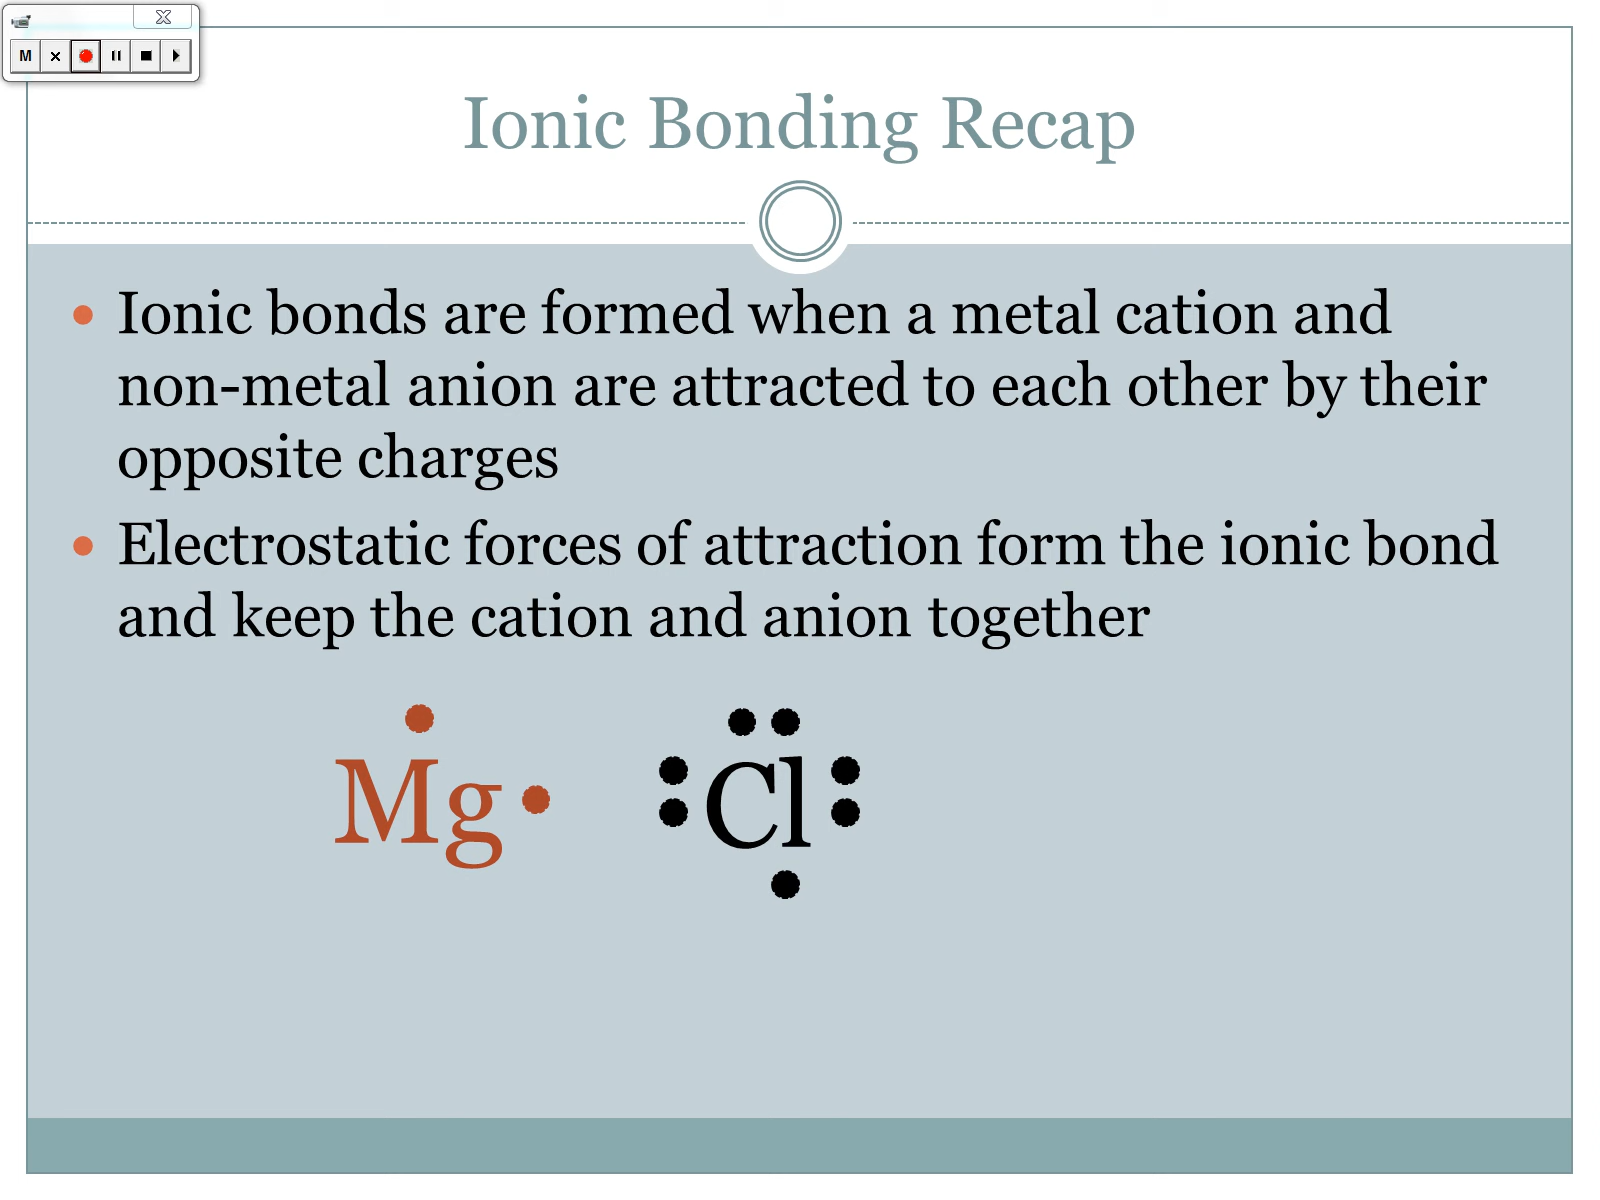 M
Ionic Bonding Recap
• Ionic bonds are formed when a metal cation and
non-metal anion are attracted to each other by their
opposite charges
• Electrostatic forces of attraction form the ionic bond
and keep the cation and anion together
Mg Cl